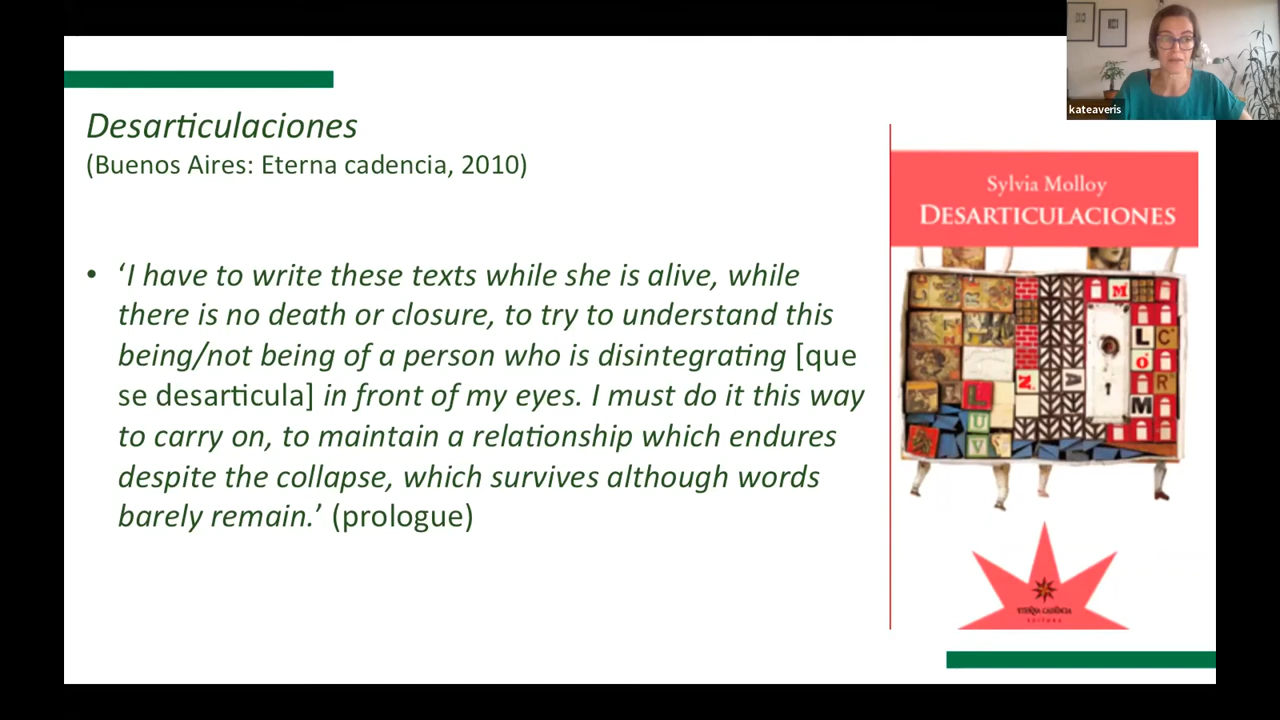 kateaveris
Desarticulaciones
(Buenos Aires: Eterna cadencia, 2010)
• ‘I have to write these texts while she is alive, while
there is no death or closure, to try to understand this
being/not being of a person who is disintegrating [que
se desarticula] in front of my eyes. I must do it this way
to carry on, to maintain a relationship which endures
despite the collapse, which survives although words
barely remain.’ (prologue)
Sylvia Molloy
DESARTICULACIONES
M
L C
O R
N A M
L
U
V
ETERNA CADENCIA
EDITORA